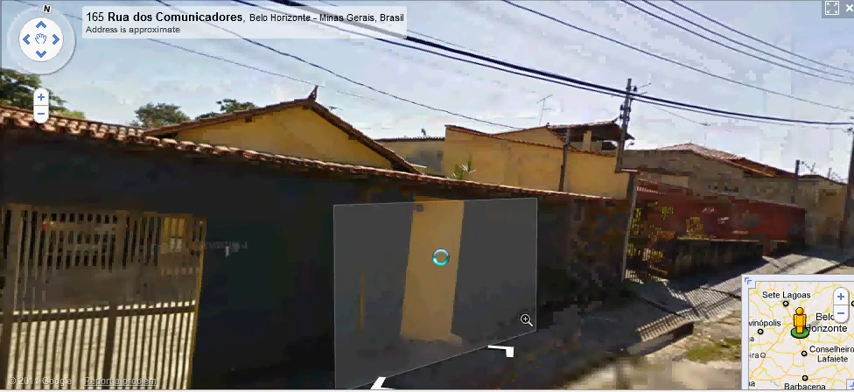 N
165 Rua dos Comunicadores, Belo Horizonte - Minas Gerais, Brasil
Address is approximate
Sete Lagoas
Belo
Horizonte
Conselheiro
Lafaiete
Barbacena
Report a problem